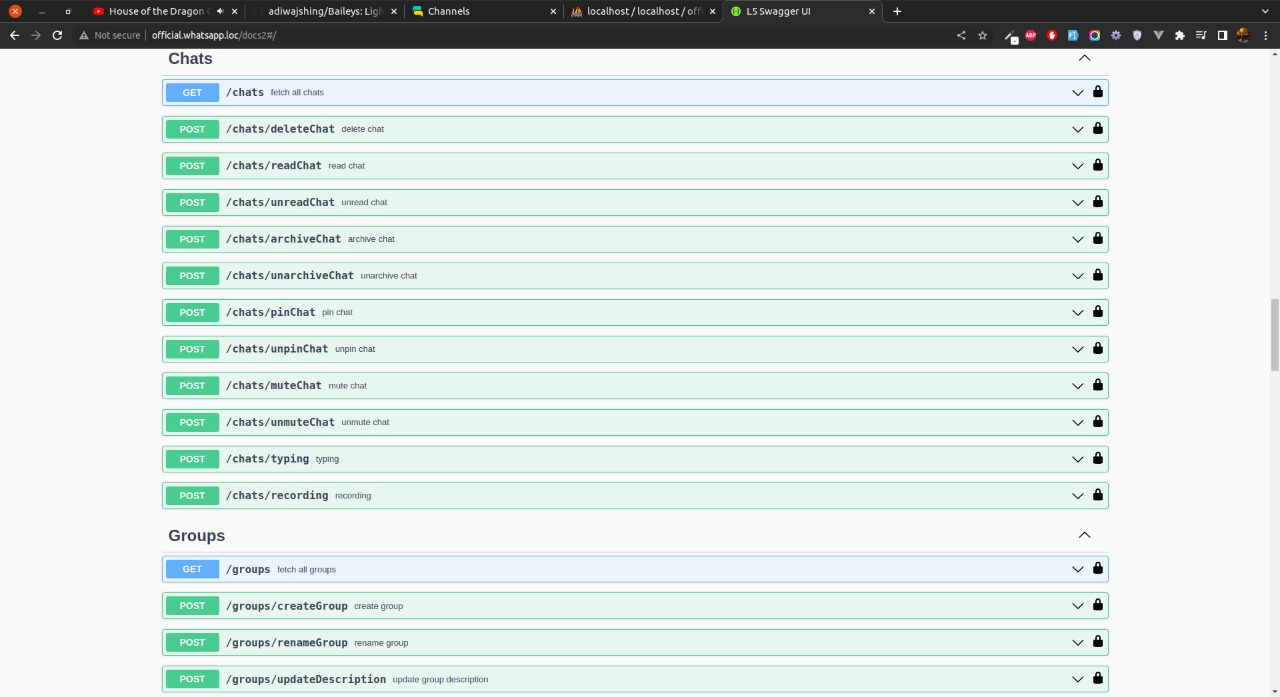 House of the Dragon
adiwajshing/Baileys: Ligh
Channels
localhost / localhost / off
L5 Swagger UI
Not secure
official.whatsapp.loc/docs2#/
ABP
Chats
GET /chats fetch all chats
POST /chats/deleteChat delete chat
POST /chats/readChat read chat
POST /chats/unreadChat unread chat
POST /chats/archiveChat archive chat
POST /chats/unarchiveChat unarchive chat
POST /chats/pinChat pin chat
POST /chats/unpinChat unpin chat
POST /chats/muteChat mute chat
POST /chats/unmuteChat unmute chat
POST /chats/typing typing
POST /chats/recording recording
Groups
GET /groups fetch all groups
POST /groups/createGroup create group
POST /groups/renameGroup rename group
POST /groups/updateDescription update group description